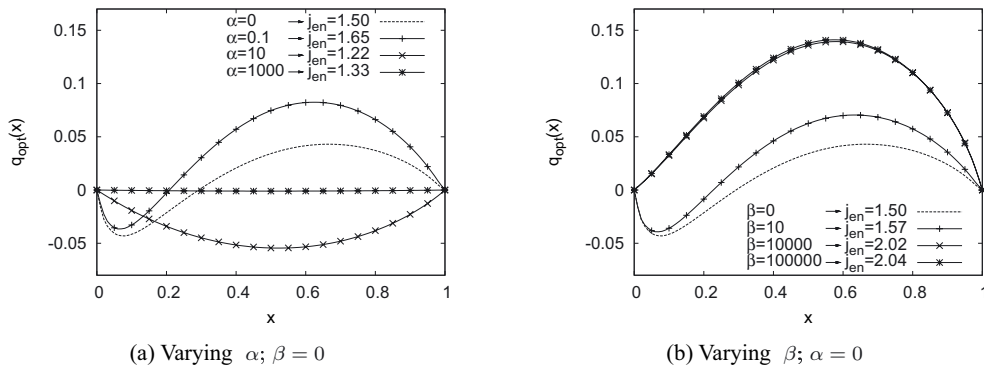 0.15
0.1
0.05
0
-0.05
q_opt(x)
α=0 → j_en=1.50
α=0.1 → j_en=1.65
α=10 → j_en=1.22
α=1000 → j_en=1.33
0 0.2 0.4 0.6 0.8 1
x
(a) Varying α; β = 0
0.15
0.1
0.05
0
-0.05
q_opt(x)
β=0 → j_en=1.50
β=10 → j_en=1.57
β=10000 → j_en=2.02
β=100000 → j_en=2.04
0 0.2 0.4 0.6 0.8 1
x
(b) Varying β; α = 0